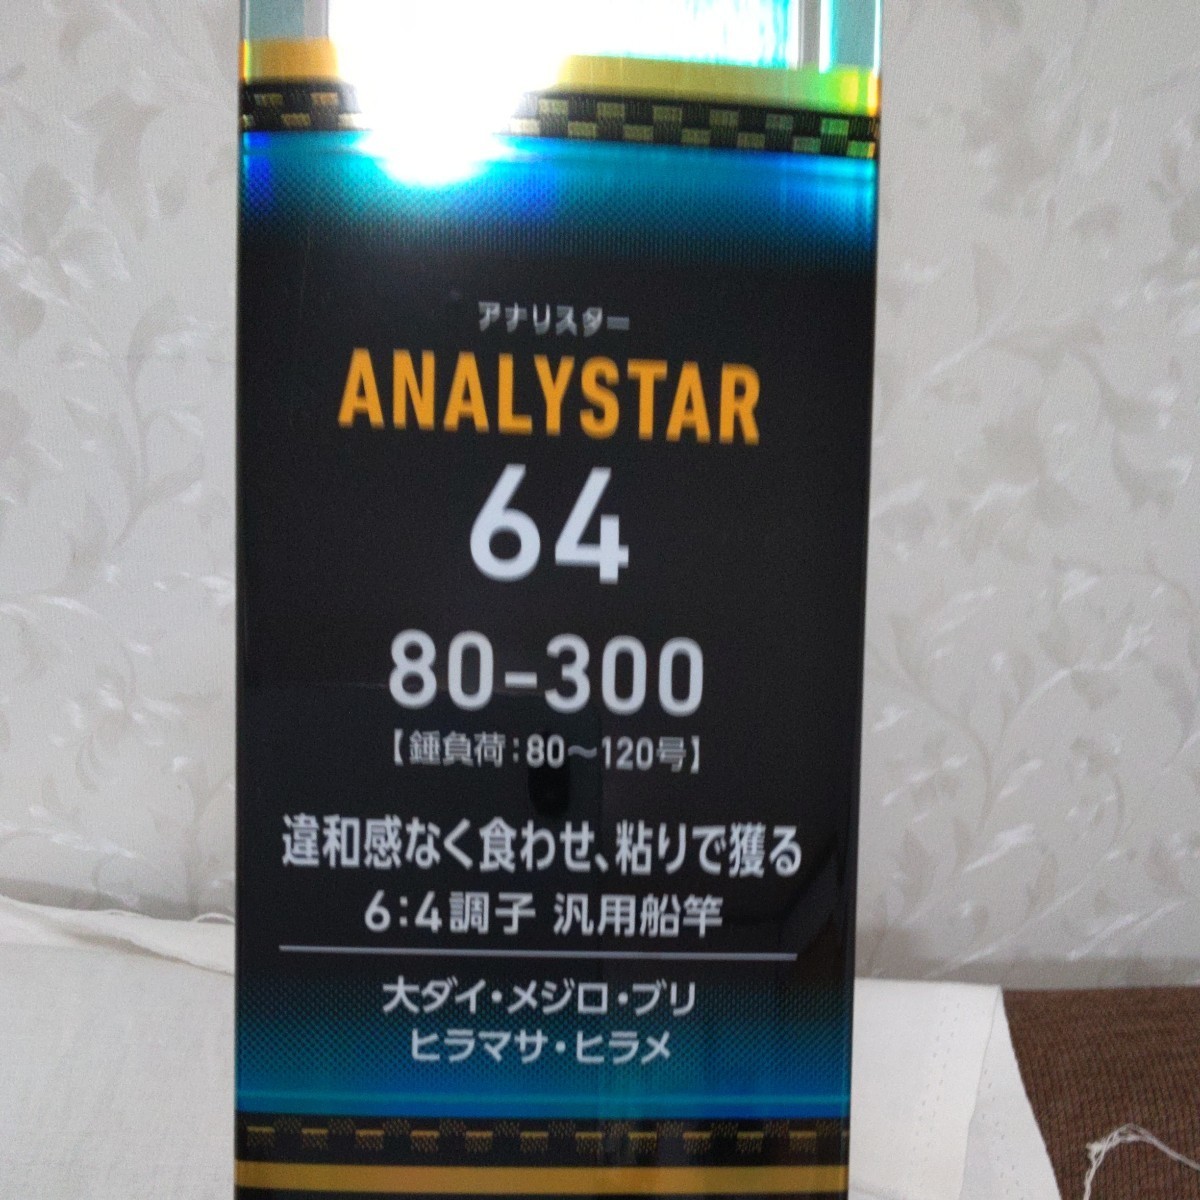 アナリスター
ANALYSTAR
64
80-300
【錘負荷：80〜120号】
違和感なく食わせ、粘りで獲る
6：4調子 汎用船竿
大ダイ・メジロ・ブリ
ヒラマサ・ヒラメ